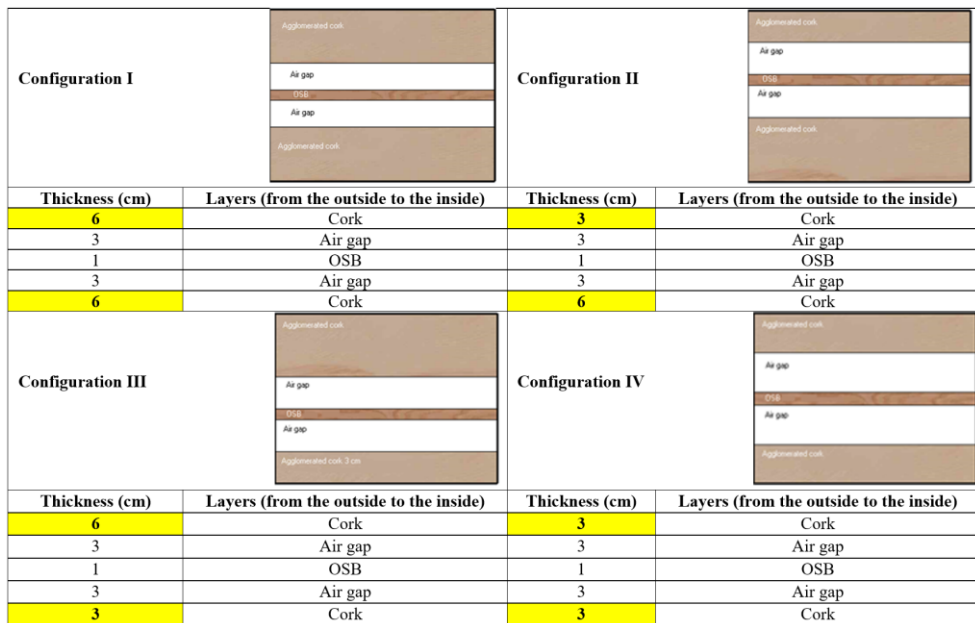 Configuration I
Agglomerated cork
Air gap
OSB
Air gap
Agglomerated cork
Configuration II
Agglomerated cork
Air gap
OSB
Air gap
Agglomerated cork
Thickness (cm) Layers (from the outside to the inside) Thickness (cm) Layers (from the outside to the inside)
6 Cork 3 Cork
3 Air gap 3 Air gap
1 OSB 1 OSB
3 Air gap 3 Air gap
6 Cork 6 Cork
Configuration III
Agglomerated cork
Air gap
OSB
Air gap
Agglomerated cork 3 cm
Configuration IV
Agglomerated cork
Air gap
OSB
Air gap
Agglomerated cork
Thickness (cm) Layers (from the outside to the inside) Thickness (cm) Layers (from the outside to the inside)
6 Cork 3 Cork
3 Air gap 3 Air gap
1 OSB 1 OSB
3 Air gap 3 Air gap
3 Cork 3 Cork